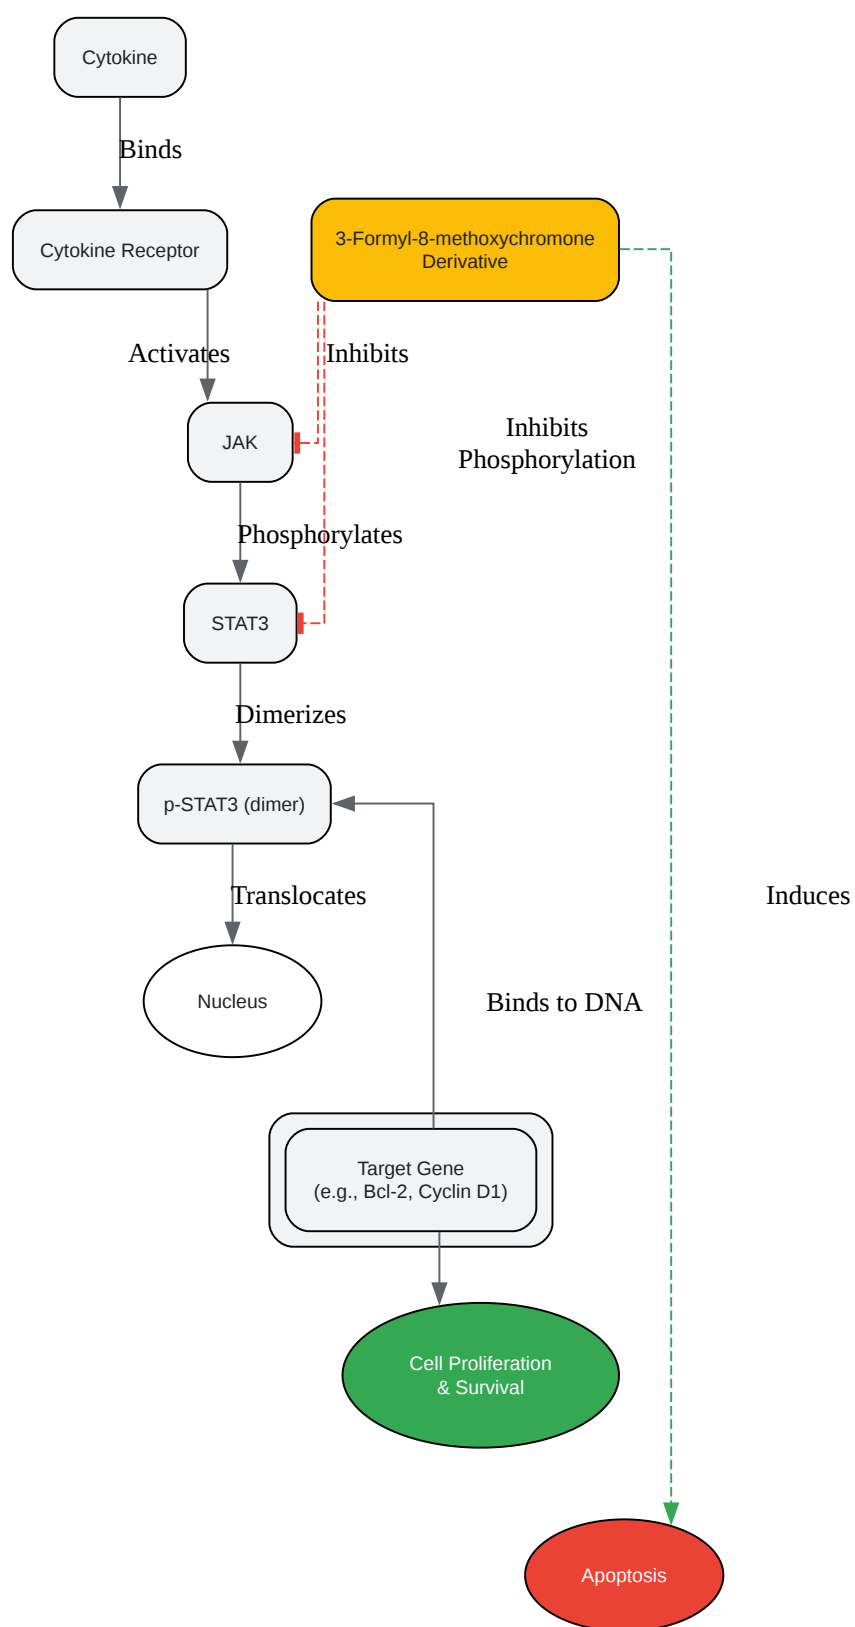 Cytokine
Binds
Cytokine Receptor
3-Formyl-8-methoxychromone
Derivative
Activates
Inhibits
JAK
Inhibits
Phosphorylation
Phosphorylates
STAT3
Dimerizes
p-STAT3 (dimer)
Translocates
Induces
Nucleus
Binds to DNA
Target Gene
(e.g., Bcl-2, Cyclin D1)
Cell Proliferation
& Survival
Apoptosis